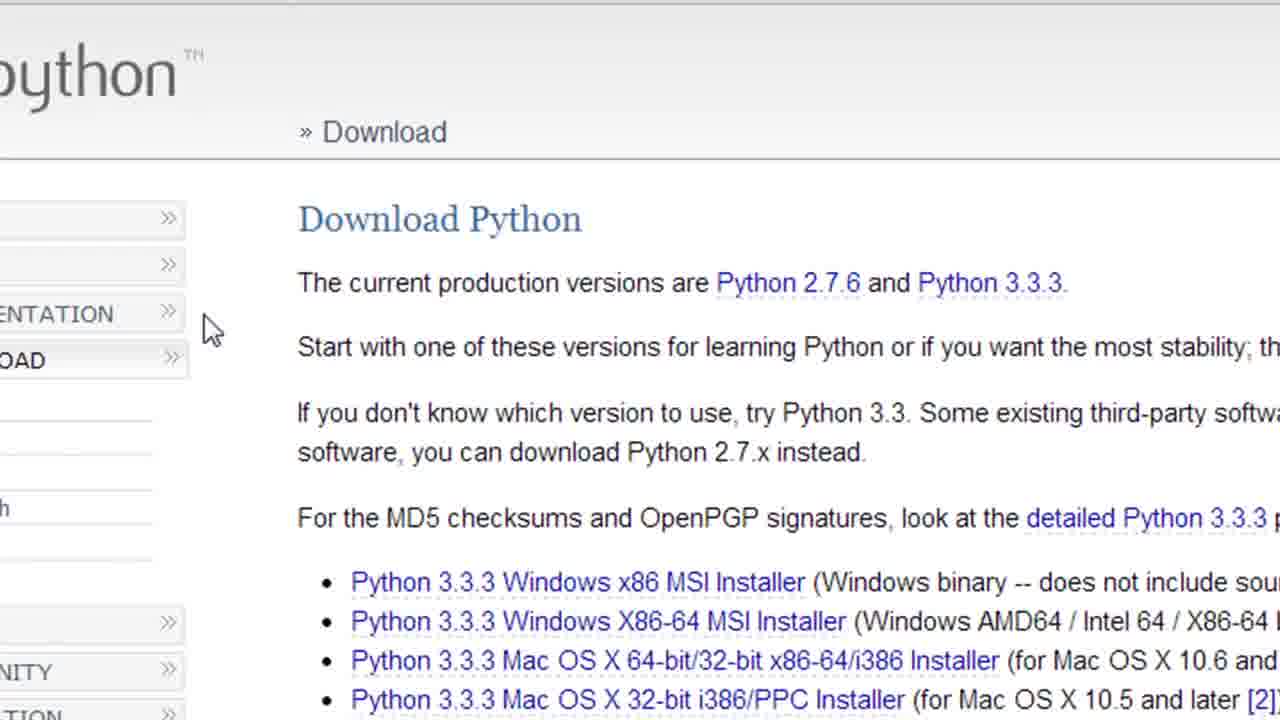 python™
» Download
Download Python
The current production versions are Python 2.7.6 and Python 3.3.3.
ENTATION
OAD
Start with one of these versions for learning Python or if you want the most stability; th
If you don't know which version to use, try Python 3.3. Some existing third-party softwa
software, you can download Python 2.7.x instead.
h
For the MD5 checksums and OpenPGP signatures, look at the detailed Python 3.3.3 p
• Python 3.3.3 Windows x86 MSI Installer (Windows binary -- does not include sou
• Python 3.3.3 Windows X86-64 MSI Installer (Windows AMD64 / Intel 64 / X86-64
• Python 3.3.3 Mac OS X 64-bit/32-bit x86-64/i386 Installer (for Mac OS X 10.6 and
NITY
• Python 3.3.3 Mac OS X 32-bit i386/PPC Installer (for Mac OS X 10.5 and later [2]
TION